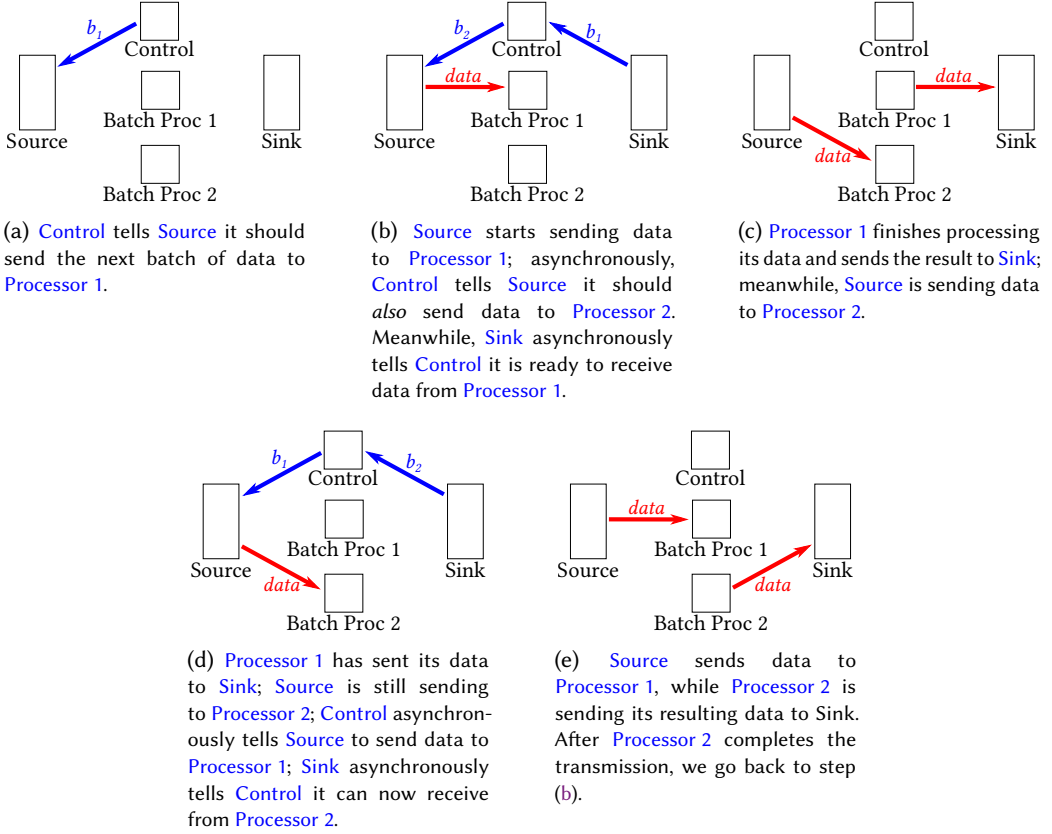 b1
Control
Source
Batch Proc 1
Sink
Batch Proc 2
(a) Control tells Source it should
send the next batch of data to
Processor 1.
b2
b1
Control
data
Batch Proc 1
Source
Sink
Batch Proc 2
(b) Source starts sending data
to Processor 1; asynchronously,
Control tells Source it should
also send data to Processor 2.
Meanwhile, Sink asynchronously
tells Control it is ready to receive
data from Processor 1.
Control
data
Batch Proc 1
Source
Sink
data
Batch Proc 2
(c) Processor 1 finishes processing
its data and sends the result to Sink;
meanwhile, Source is sending data
to Processor 2.
b1
b2
Control
Batch Proc 1
Source
Sink
data
Batch Proc 2
(d) Processor 1 has sent its data
to Sink; Source is still sending
to Processor 2; Control asynchron-
ously tells Source to send data to
Processor 1; Sink asynchronously
tells Control it can now receive
from Processor 2.
Control
data
Batch Proc 1
Source
Sink
data
Batch Proc 2
(e) Source sends data to
Processor 1, while Processor 2 is
sending its resulting data to Sink.
After Processor 2 completes the
transmission, we go back to step
(b).